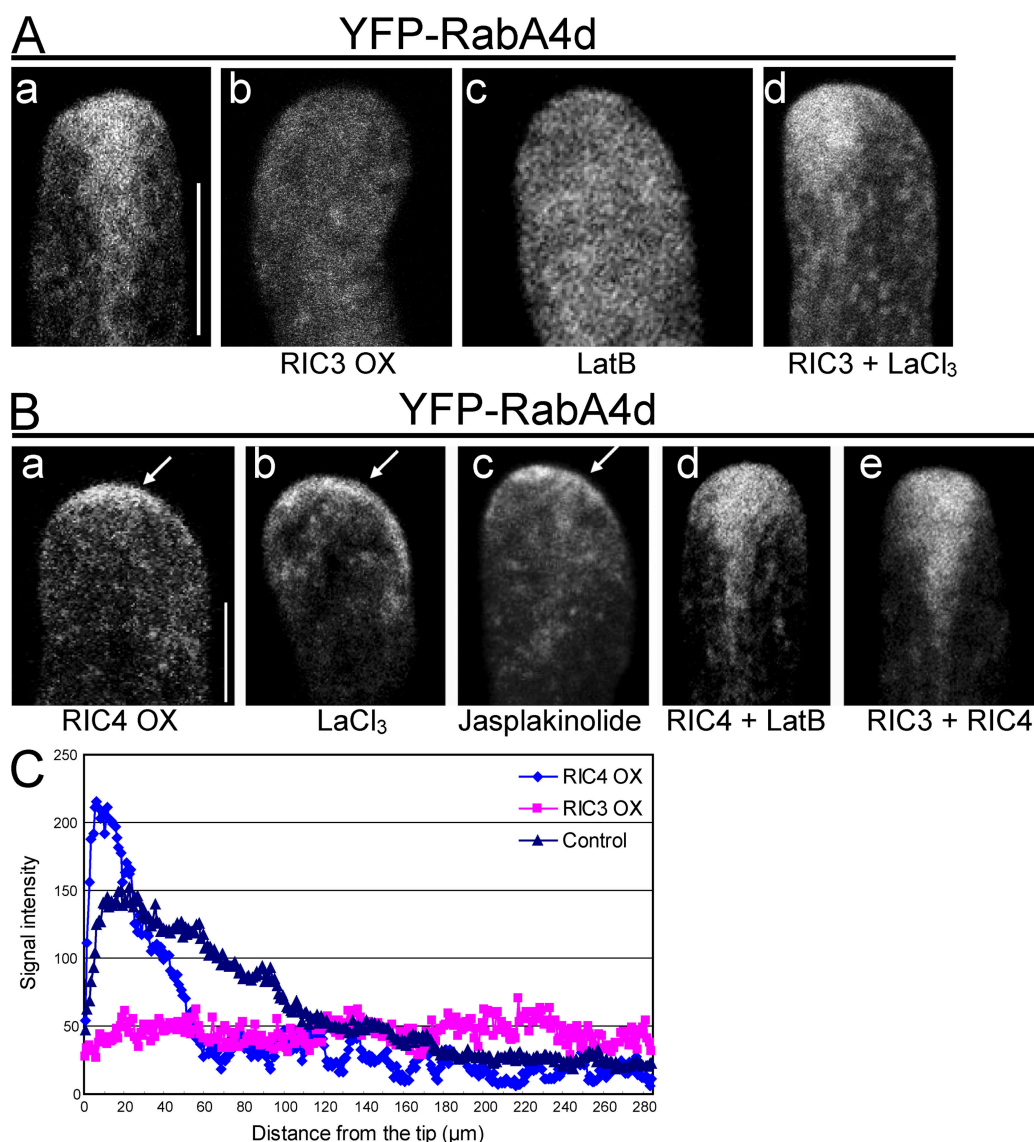 A
YFP-RabA4d
a b c d
RIC3 OX LatB RIC3 + LaCl₃
B
YFP-RabA4d
a b c d e
RIC4 OX LaCl₃ Jasplakinolide RIC4 + LatB RIC3 + RIC4
C
250
200
150
100
50
0
Signal intensity
RIC4 OX
RIC3 OX
Control
0 20 40 60 80 100 120 140 160 180 200 220 240 260 280
Distance from the tip (μm)